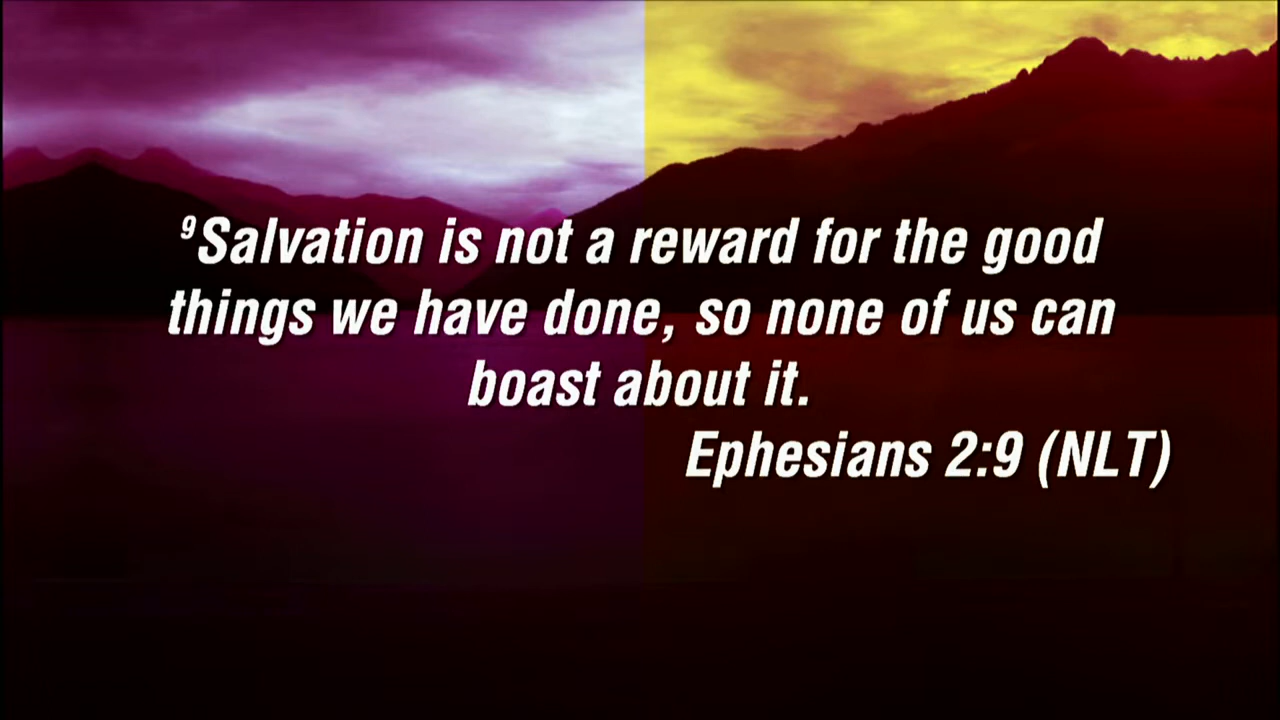 ⁹Salvation is not a reward for the good
things we have done, so none of us can
boast about it.
Ephesians 2:9 (NLT)